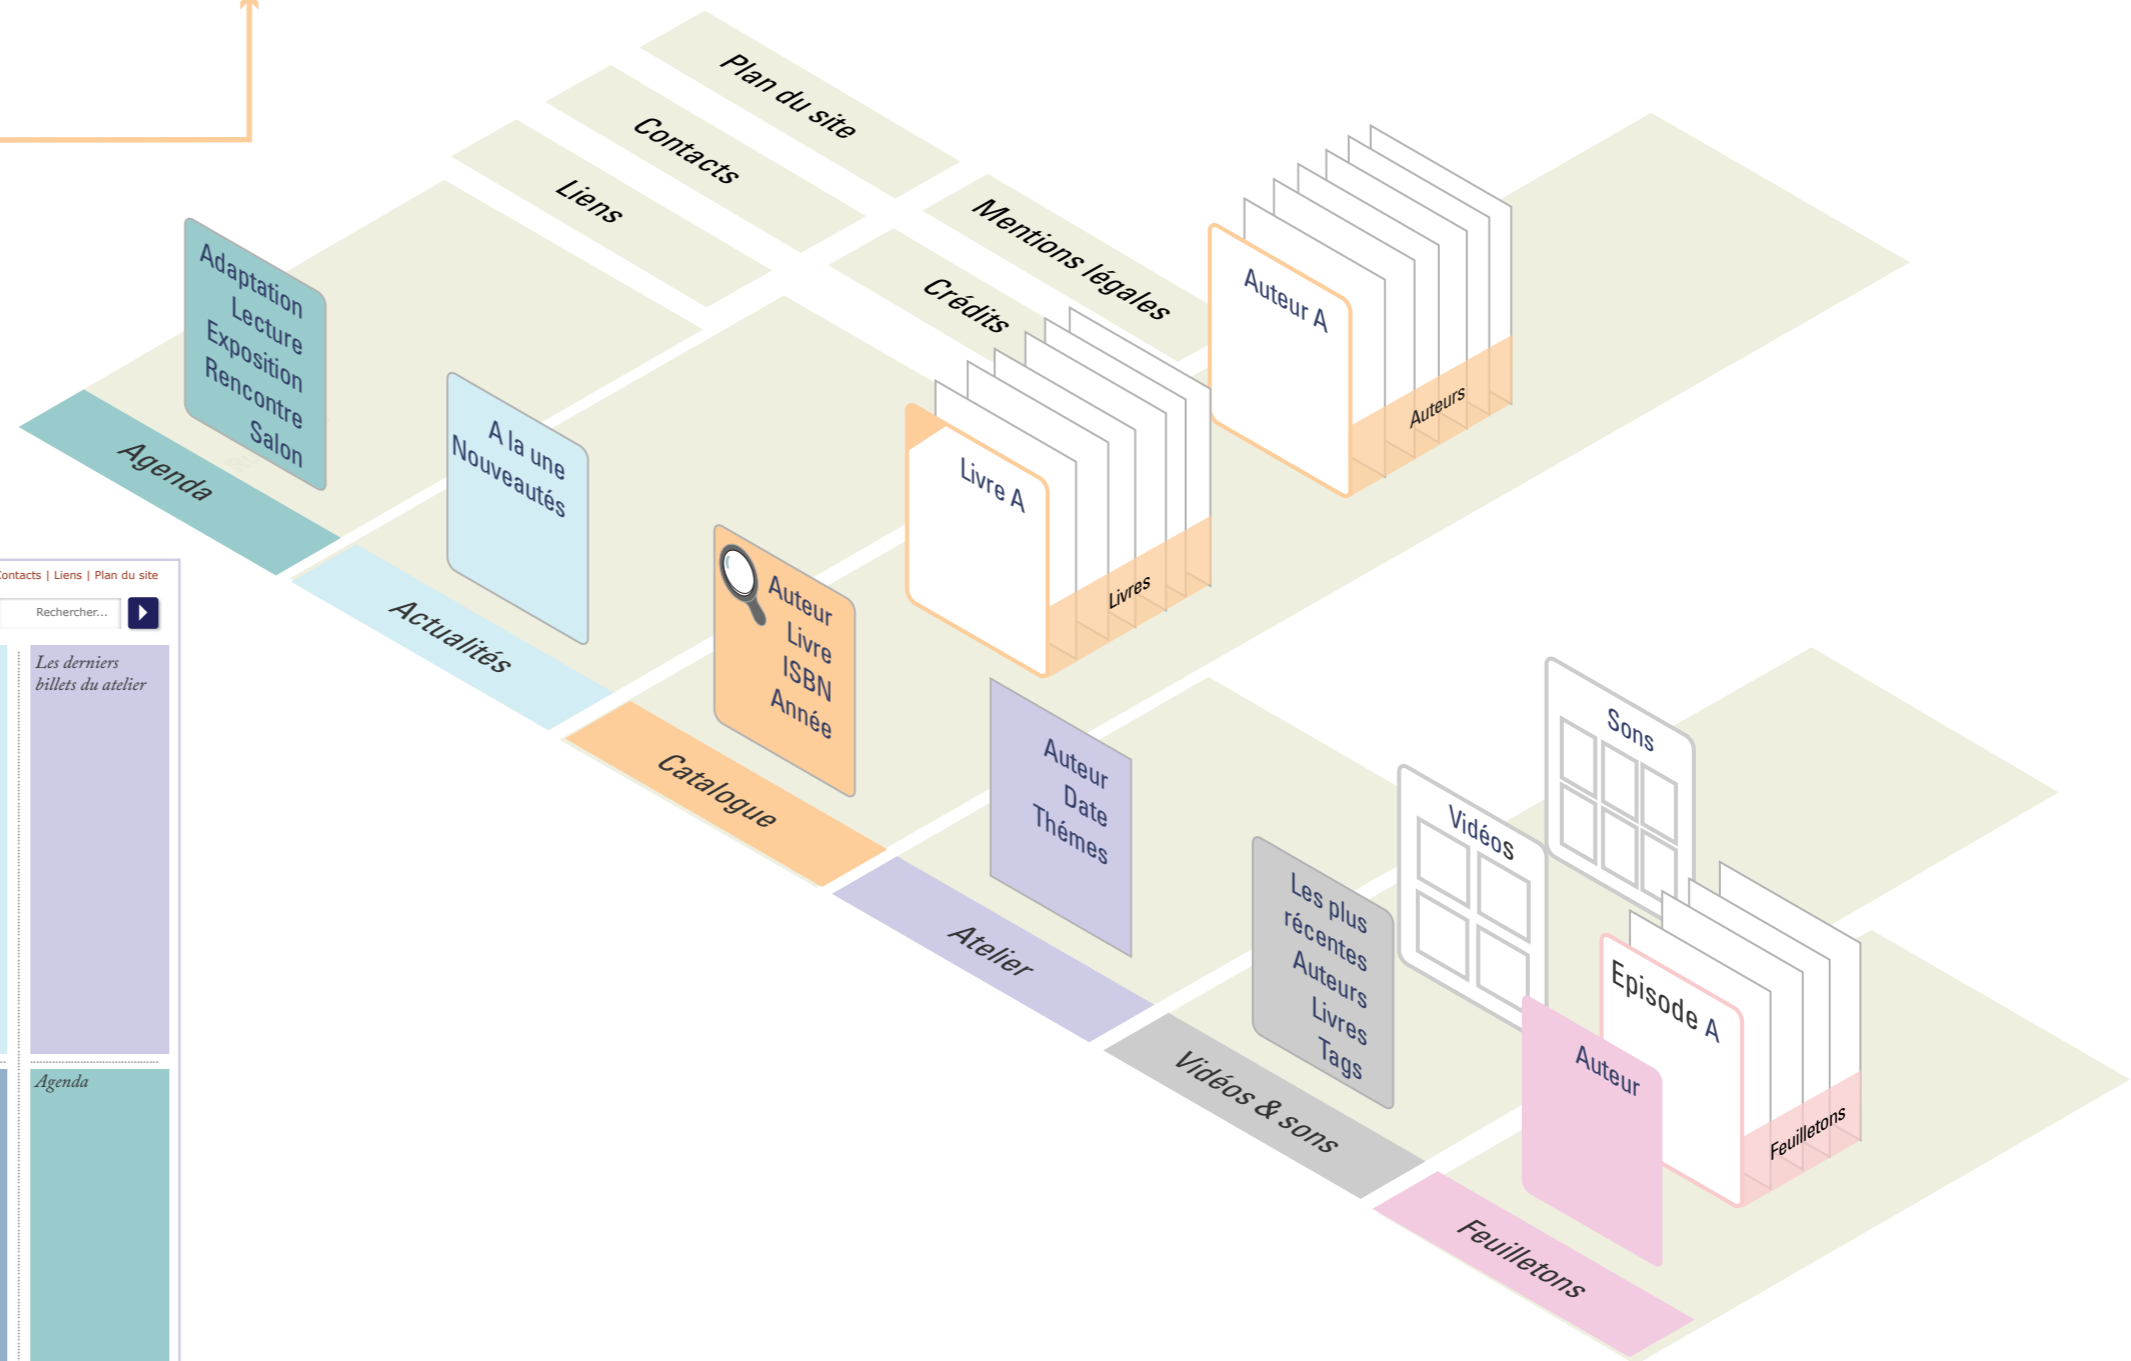 Plan du site
Contacts
Liens
Mentions légales
Crédits
Adaptation
Lecture
Exposition
Rencontre
Salon
Agenda
A la une
Nouveautés
Actualités
Auteur
Livre
ISBN
Année
Catalogue
Livre A
Livres
Auteur A
Auteurs
Auteur
Date
Thémes
Atelier
Les plus
récentes
Auteurs
Livres
Tags
Vidéos & sons
Vidéos
Sons
Auteur
Episode A
Feuilletons
Feuilletons
| Liens | Plan du site
Rechercher...
Les derniers
billets du atelier
Agenda